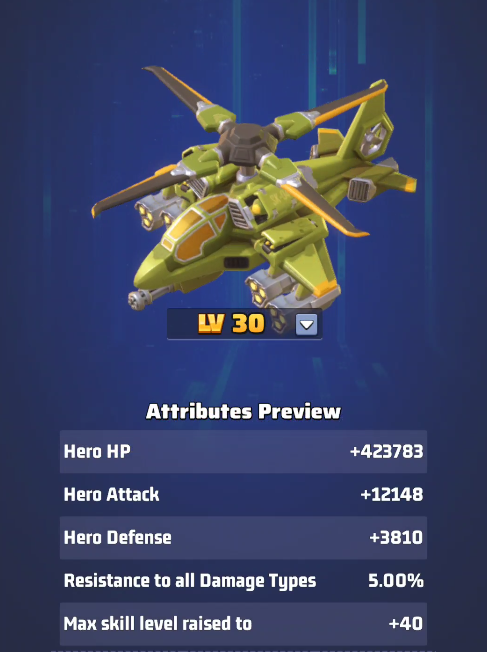 LV 30
Attributes Preview
Hero HP +423783
Hero Attack +12148
Hero Defense +3810
Resistance to all Damage Types 5.00%
Max skill level raised to +40